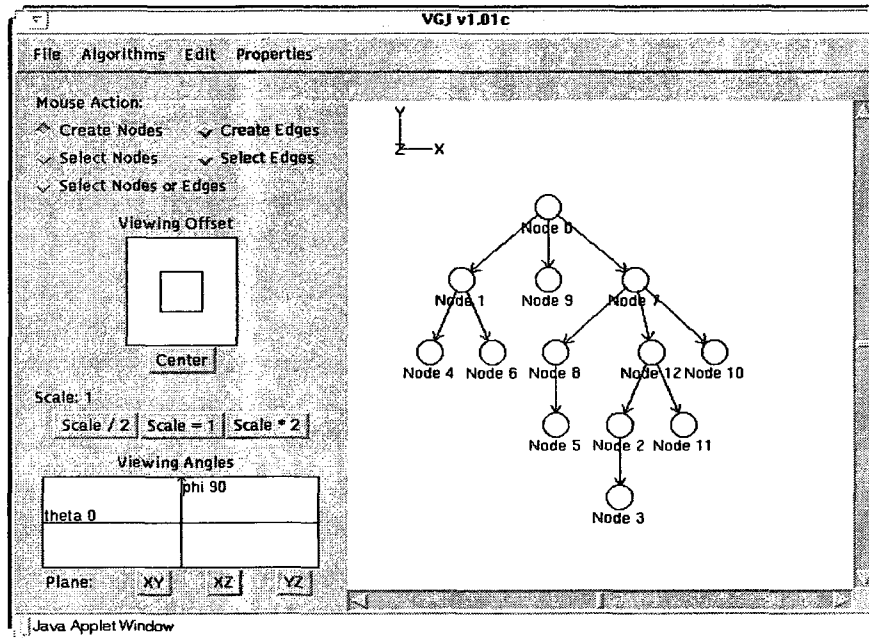 VGJ v1.01c
File Algorithms Edit Properties
Mouse Action:
Create Nodes Create Edges
Select Nodes Select Edges
Select Nodes or Edges
Viewing Offset
Center
Scale: 1
Scale / 2 Scale = 1 Scale * 2
Viewing Angles
phi 90
theta 0
Plane: XY XZ YZ
Y
Z X
Node 0
Node 1 Node 9 Node 7
Node 4 Node 6 Node 8 Node 12 Node 10
Node 5 Node 2 Node 11
Node 3
Java Applet Window